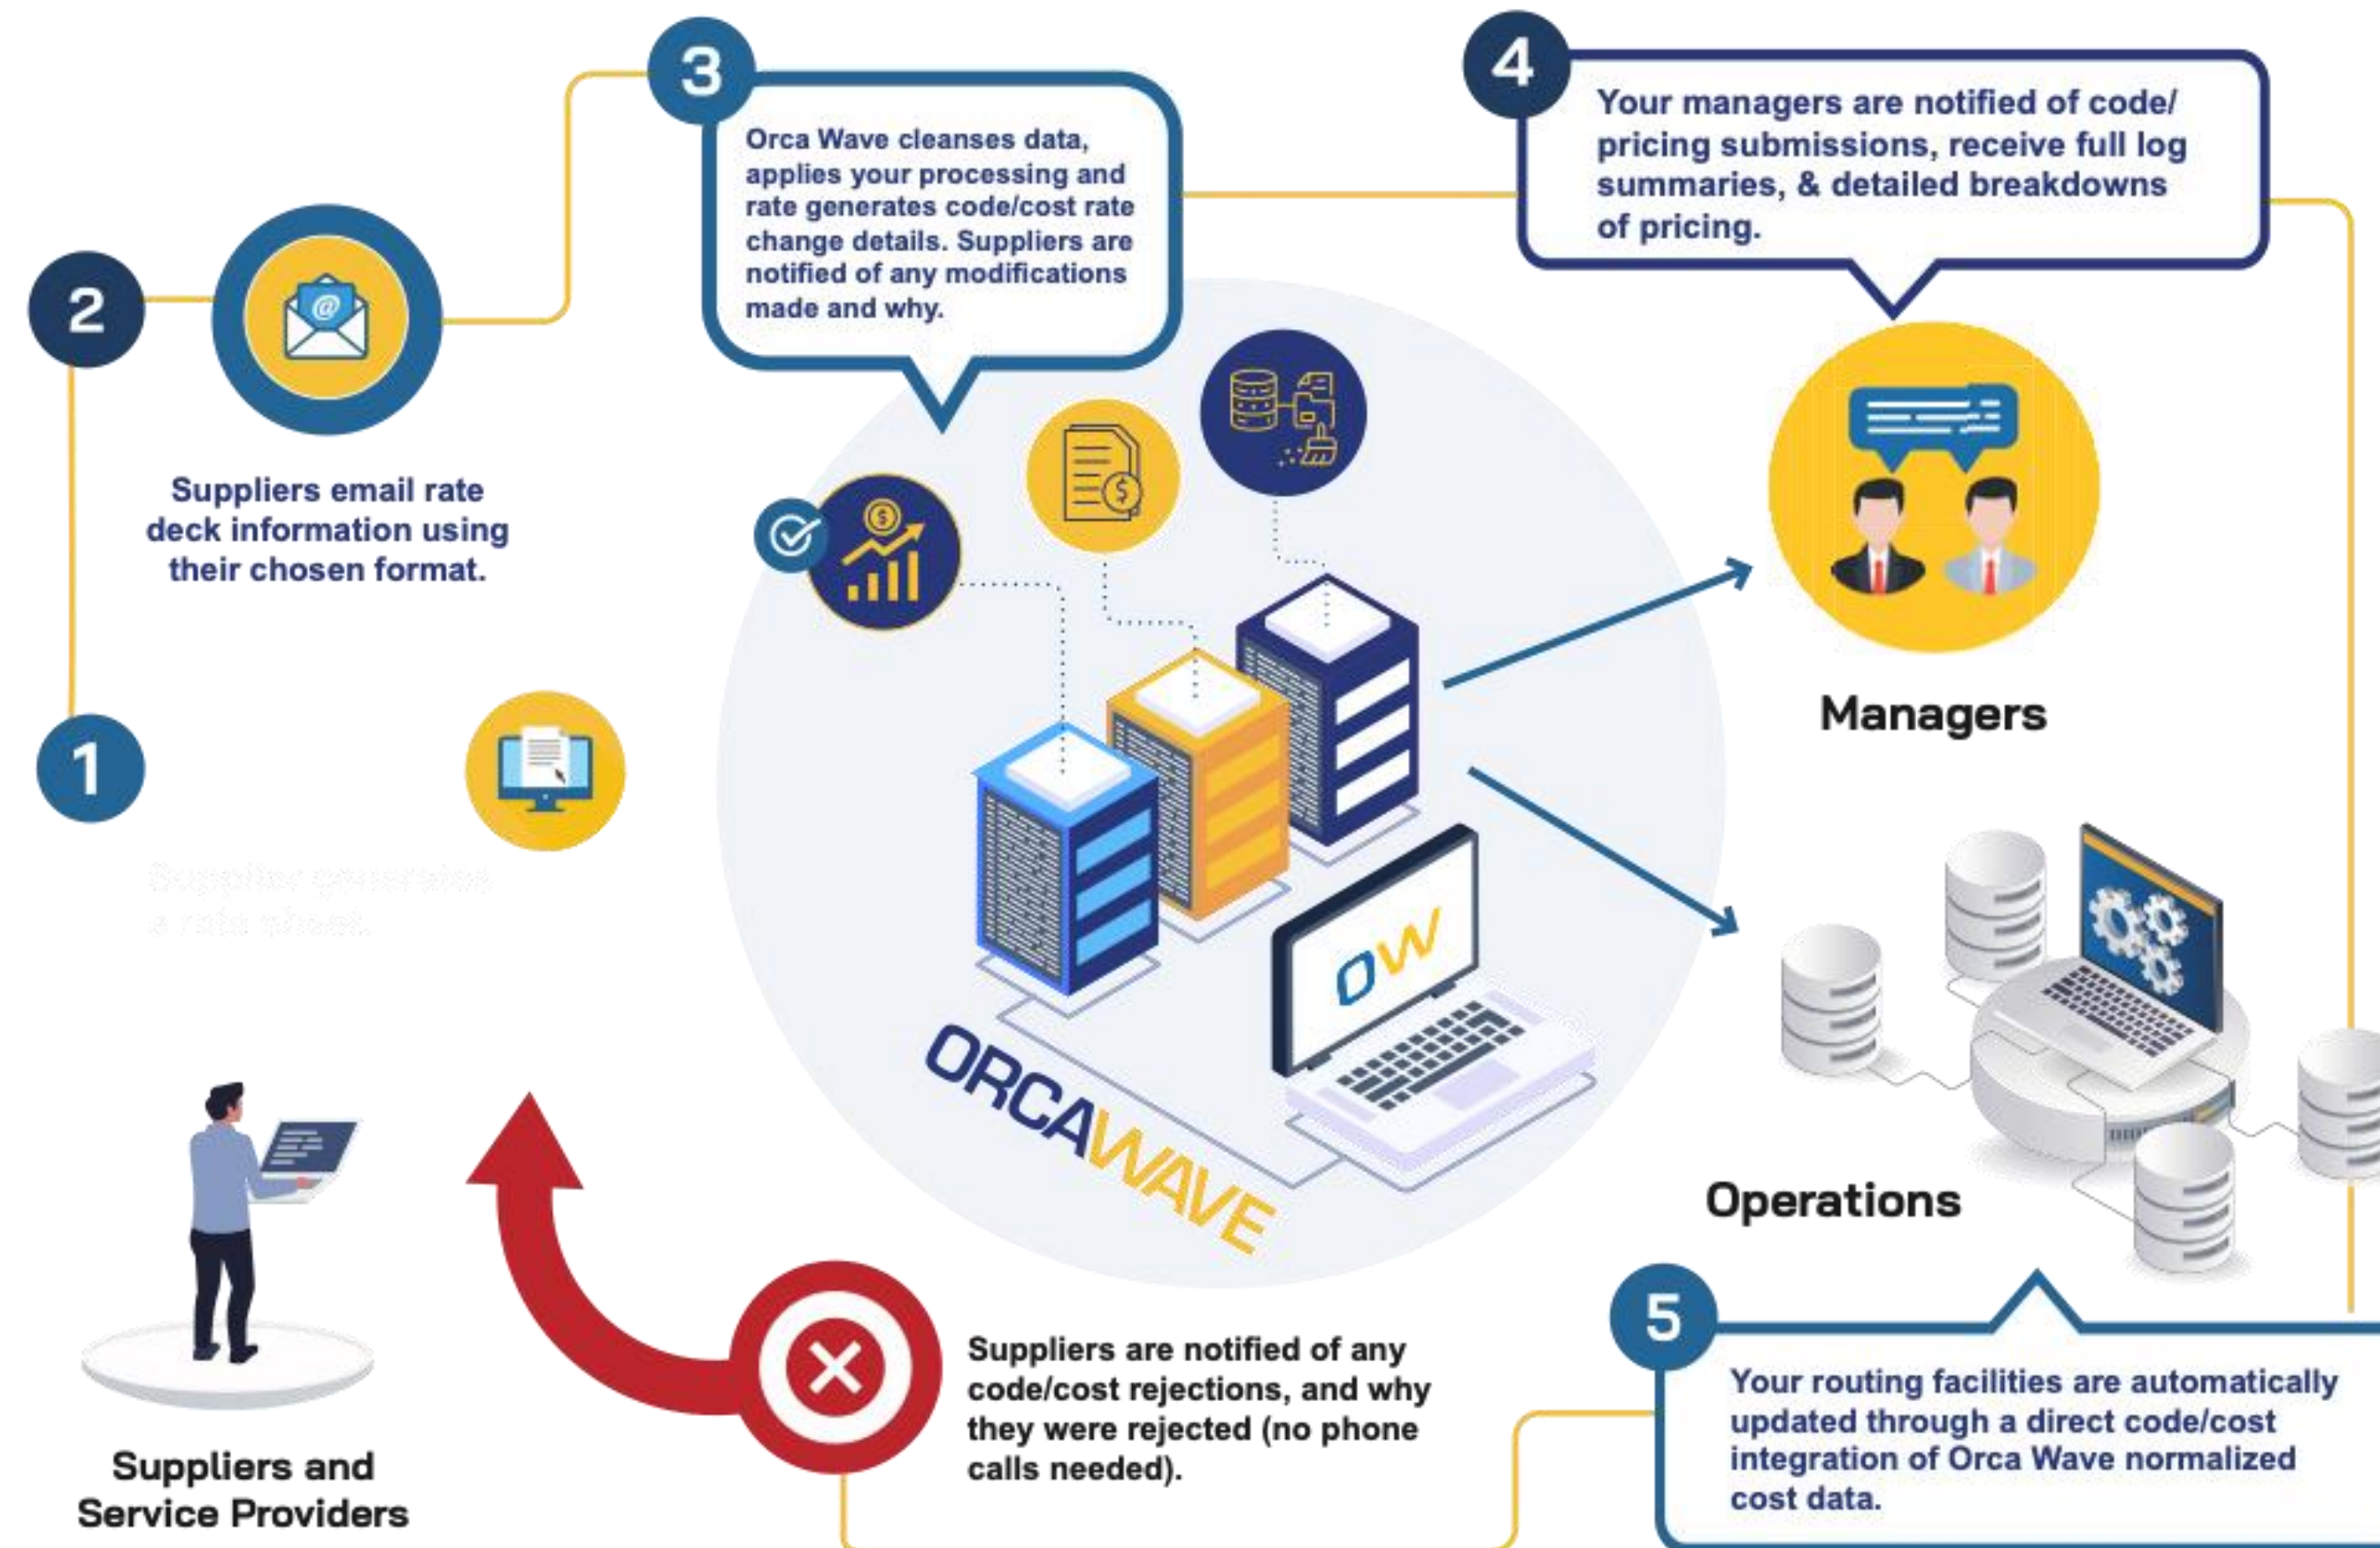 1
Supplier generates
a rate sheet.
2
Suppliers email rate
deck information using
their chosen format.
3
Orca Wave cleanses data,
applies your processing and
rate generates code/cost rate
change details. Suppliers are
notified of any modifications
made and why.
4
Your managers are notified of code/
pricing submissions, receive full log
summaries, & detailed breakdowns
of pricing.
Managers
OW
ORCAWAVE
Operations
5
Your routing facilities are automatically
updated through a direct code/cost
integration of Orca Wave normalized
cost data.
Suppliers are notified of any
code/cost rejections, and why
they were rejected (no phone
calls needed).
Suppliers and
Service Providers